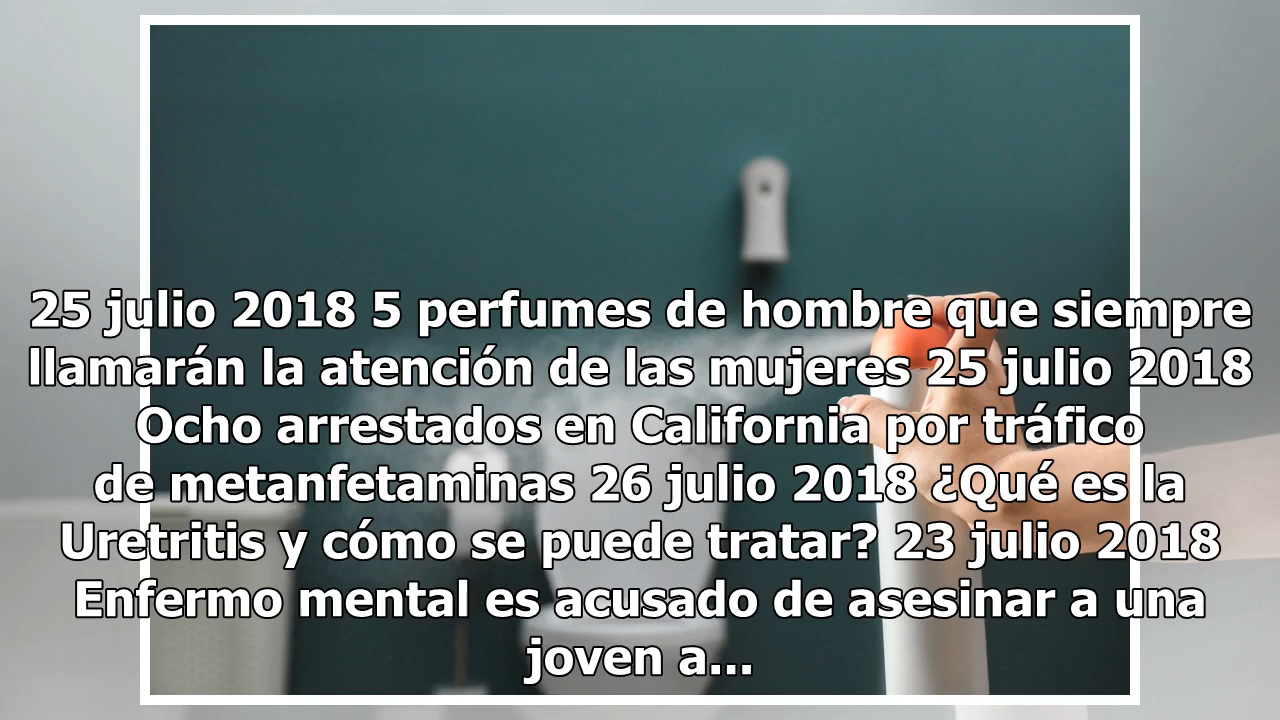 25 julio 2018 5 perfumes de hombre que siempre
llamarán la atención de las mujeres 25 julio 2018
Ocho arrestados en California por tráfico
de metanfetaminas 26 julio 2018 ¿Qué es la
Uretritis y cómo se puede tratar? 23 julio 2018
Enfermo mental es acusado de asesinar a una
joven a...